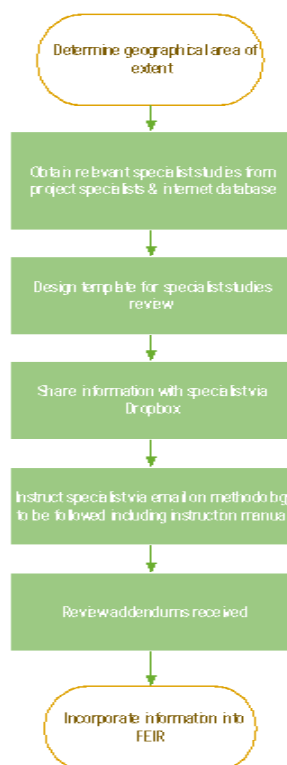 Determine geographical area of
extent
Obtain relevant specialist studies from
project specialists & internet database
Design template for specialist studies
review
Share information with specialist via
Dropbox
Instruct specialist via email on methodology
to be followed including instruction manual
Review addendums received
Incorporate information into
FEIR